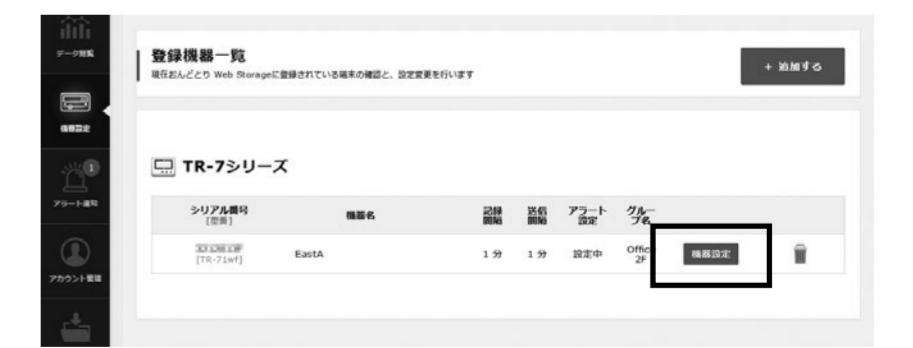 データ閲覧
機器設定
1
アラート通知
アカウント管理
登録機器一覧
現在おんどとり Web Storageに登録されている端末の確認と、設定変更を行います
+ 追加する
TR-7シリーズ
シリアル番号
[型番]
機器名
記録
間隔
送信
間隔
アラート
設定
グルー
プ名
[TR-71wf]
EastA
1 分
1 分
設定中
Offic
2F
機器設定